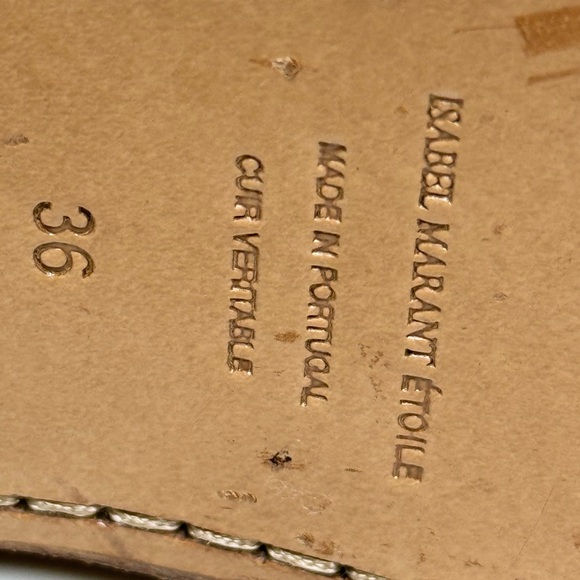 ISABEL MARANT ÉTOILE
MADE IN PORTUGAL
CUIR VERITABLE
36